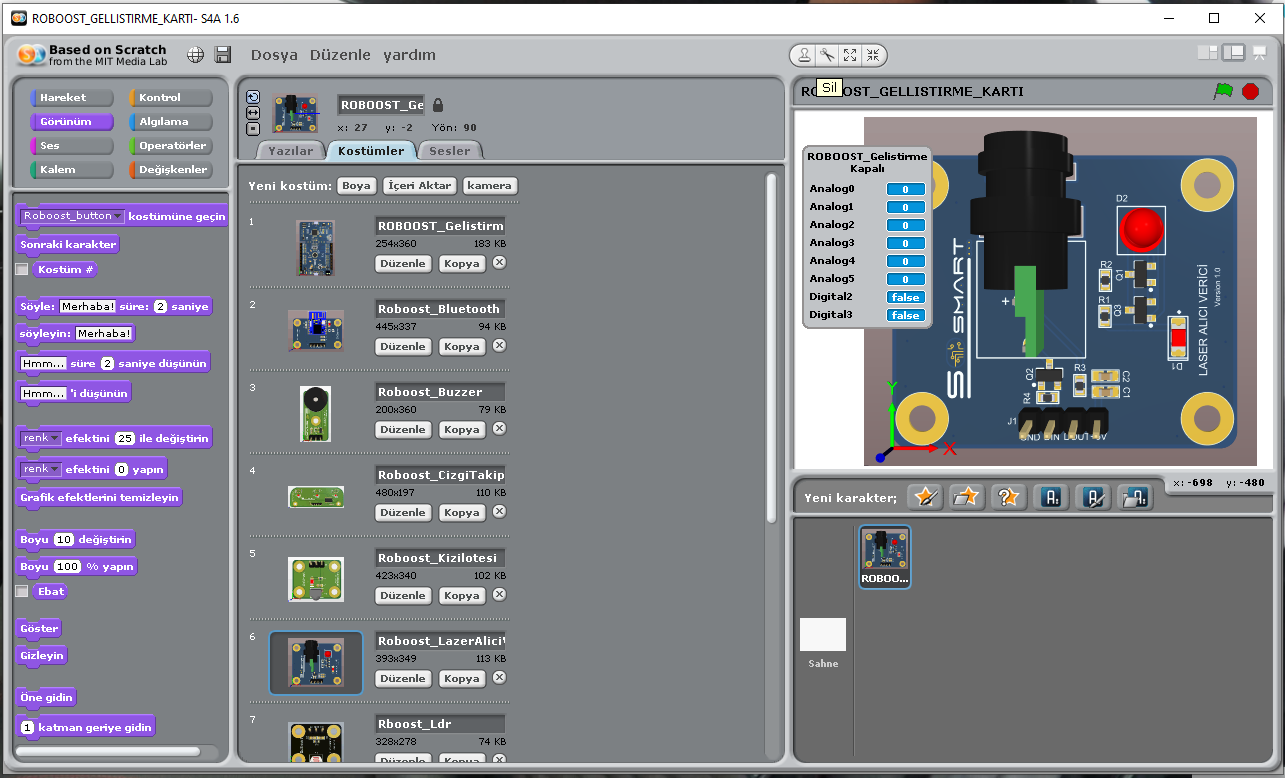 ROBOOST_GELLISTIRME_KARTI- S4A 1.6
Based on Scratch
from the MIT Media Lab
Dosya Düzenle yardım
Sil
Hareket
Kontrol
Görünüm
Algılama
Ses
Operatörler
Kalem
Değişkenler
Roboost_button kostümüne geçin
Sonraki karakter
Kostüm #
Söyle: Merhaba! süre: 2 saniye
söyleyin: Merhaba!
Hmm... süre 2 saniye düşünün
Hmm... 'i düşünün
renk efektini 25 ile değiştirin
renk efektini 0 yapın
Grafik efektlerini temizleyin
Boyu 10 değiştirin
Boyu 100 % yapın
Ebat
Göster
Gizleyin
Öne gidin
1 katman geriye gidin
ROBOOST_Ge
x: 27 y: -2 Yön: 90
Yazılar Kostümler Sesler
Yeni kostüm: Boya İçeri Aktar kamera
1
ROBOOST_Gelistirm
254x360 183 KB
Düzenle Kopya
2
Roboost_Bluetooth
445x337 94 KB
Düzenle Kopya
3
Roboost_Buzzer
200x360 79 KB
Düzenle Kopya
4
Roboost_CizgiTakip
480x197 110 KB
Düzenle Kopya
5
Roboost_Kizilotesi
423x340 102 KB
Düzenle Kopya
6
Roboost_LazerAlici
393x349 113 KB
Düzenle Kopya
7
Rboost_Ldr
328x278 74 KB
Düzenle Kopya
ROBOOST_GELLISTIRME_KARTI
ROBOOST_Gelistirme
Kapalı
Analog0 0
Analog1 0
Analog2 0
Analog3 0
Analog4 0
Analog5 0
Digital2 false
Digital3 false
D2
R2
Q1
R1
Q3
+
S SMART
LASER ALICI VERİCİ
Version 1.0
D1
Q2
R3
C2
C1
R4
J1
GND DIN DOUT +5V
Y
X
x: -698 y: -480
Yeni karakter;
ROBOO...
Sahne